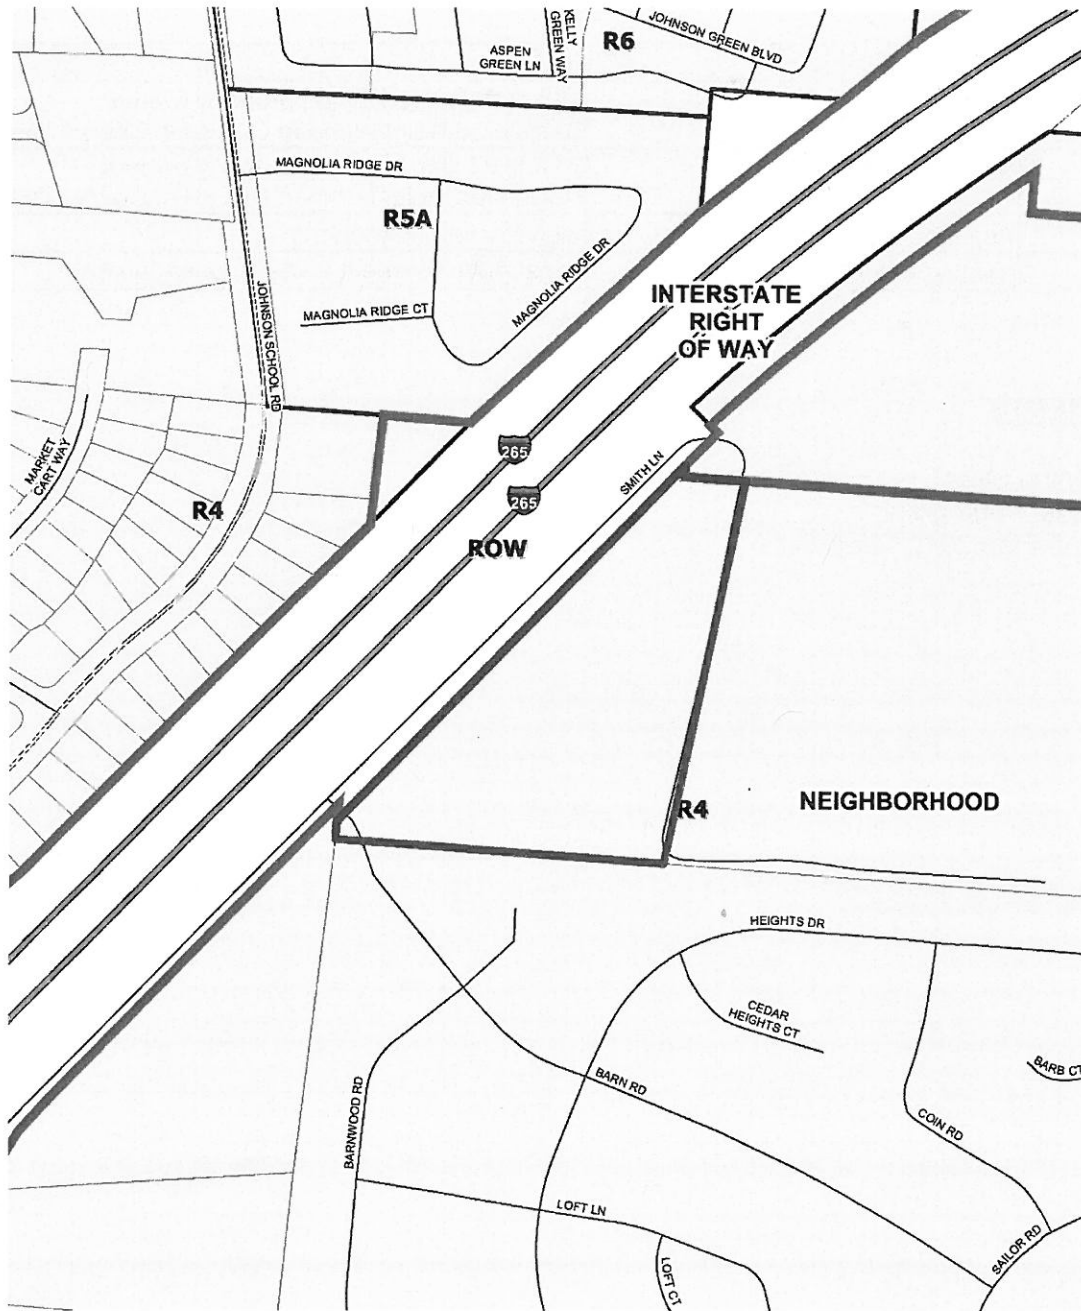 KELLY
GREEN WAY
R6
JOHNSON GREEN BLVD
ASPEN
GREEN LN
MAGNOLIA RIDGE DR
R5A
MAGNOLIA RIDGE DR
MAGNOLIA RIDGE CT
JOHNSON SCHOOL RD
INTERSTATE
RIGHT
OF WAY
MARKET
CART WAY
R4
265
265
SMITH LN
ROW
R4
NEIGHBORHOOD
HEIGHTS DR
CEDAR
HEIGHTS CT
BARB CT
BARN RD
BARNWOOD RD
COIN RD
LOFT LN
SAILOR RD
LOFT CT